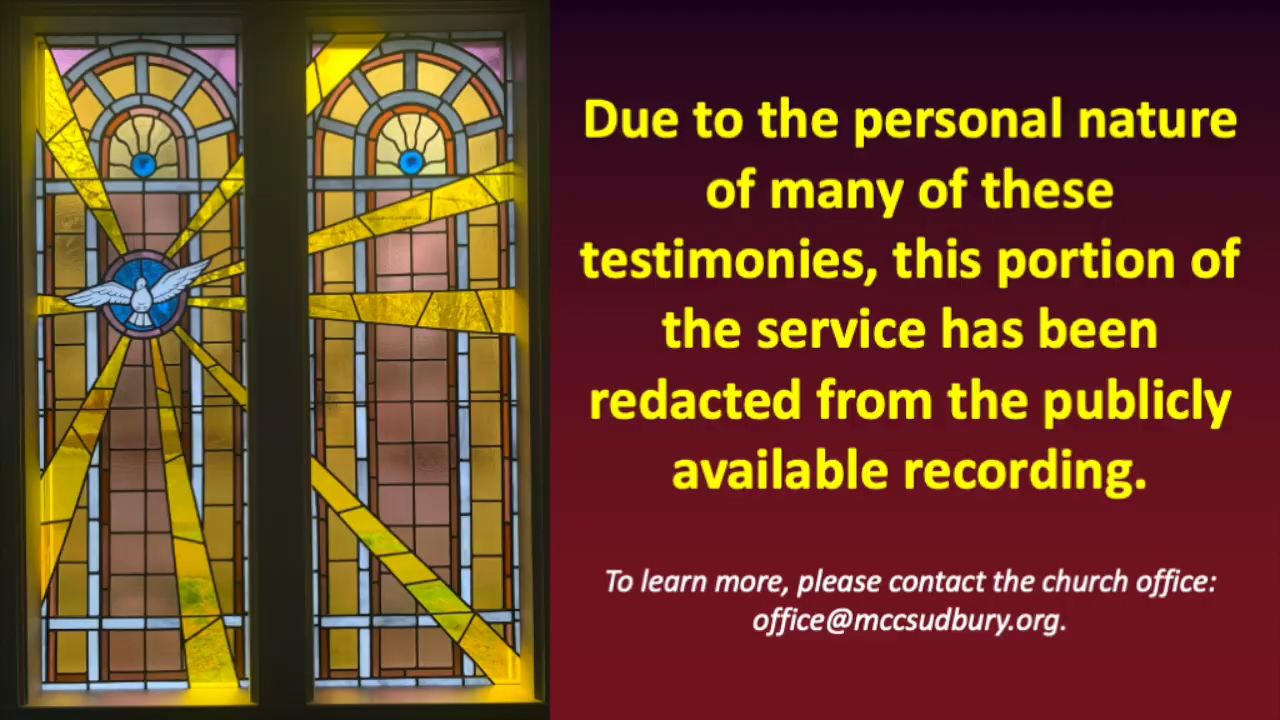 Due to the personal nature
of many of these
testimonies, this portion of
the service has been
redacted from the publicly
available recording.
To learn more, please contact the church office:
office@mccsudbury.org.